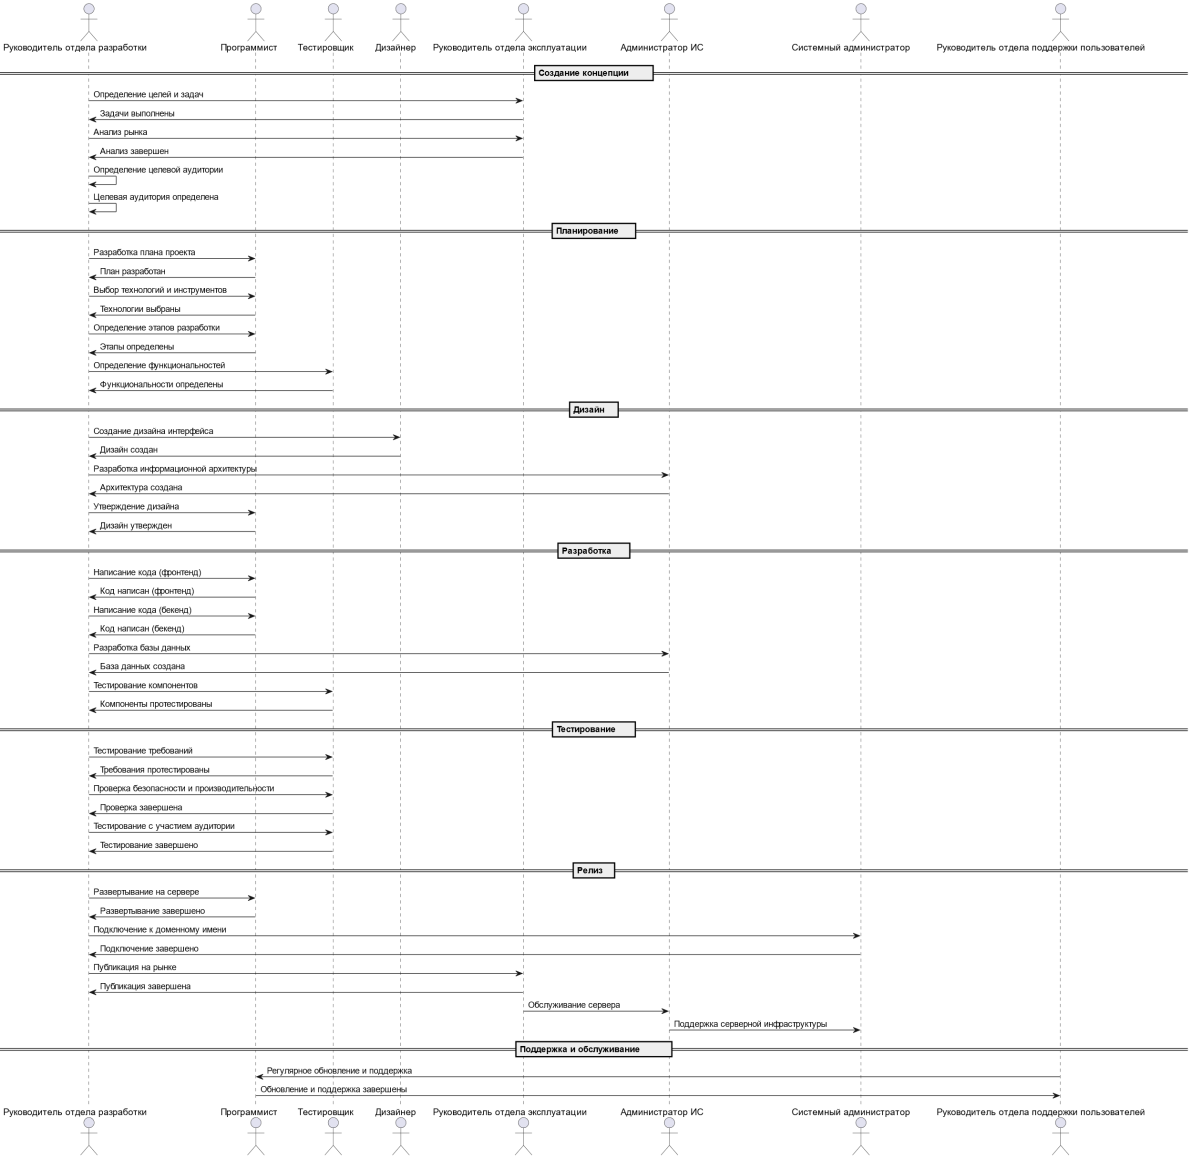 Руководитель отдела разработки
Программист
Тестировщик
Дизайнер
Руководитель отдела эксплуатации
Администратор ИС
Системный администратор
Руководитель отдела поддержки пользователей
Создание концепции
Определение целей и задач
Задачи выполнены
Анализ рынка
Анализ завершен
Определение целевой аудитории
Целевая аудитория определена
Планирование
Разработка плана проекта
План разработан
Выбор технологий и инструментов
Технологии выбраны
Определение этапов разработки
Этапы определены
Определение функциональностей
Функциональности определены
Дизайн
Создание дизайна интерфейса
Дизайн создан
Разработка информационной архитектуры
Архитектура создана
Утверждение дизайна
Дизайн утвержден
Разработка
Написание кода (фронтенд)
Код написан (фронтенд)
Написание кода (бекенд)
Код написан (бекенд)
Разработка базы данных
База данных создана
Тестирование компонентов
Компоненты протестированы
Тестирование
Тестирование требований
Требования протестированы
Проверка безопасности и производительности
Проверка завершена
Тестирование с участием аудитории
Тестирование завершено
Релиз
Развертывание на сервере
Развертывание завершено
Подключение к доменному имени
Подключение завершено
Публикация на рынке
Публикация завершена
Обслуживание сервера
Поддержка серверной инфраструктуры
Поддержка и обслуживание
Регулярное обновление и поддержка
Обновление и поддержка завершены
Руководитель отдела разработки
Программист
Тестировщик
Дизайнер
Руководитель отдела эксплуатации
Администратор ИС
Системный администратор
Руководитель отдела поддержки пользователей